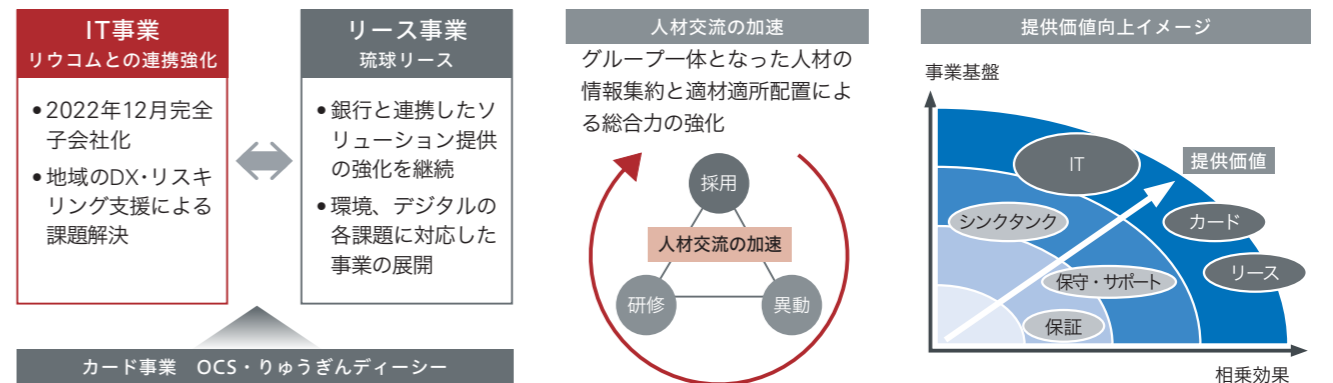 IT事業
リウコムとの連携強化
•2022年12月完全
子会社化
•地域のDX・リスキ
リング支援による
課題解決
リース事業
琉球リース
•銀行と連携したソ
リューション提供
の強化を継続
•環境、デジタルの
各課題に対応した
事業の展開
カード事業　OCS・りゅうぎんディーシー
人材交流の加速
グループ一体となった人材の
情報集約と適材適所配置によ
る総合力の強化
採用
人材交流の加速
研修
異動
提供価値向上イメージ
事業基盤
IT
提供価値
シンクタンク
カード
リース
保守・サポート
保証
相乗効果